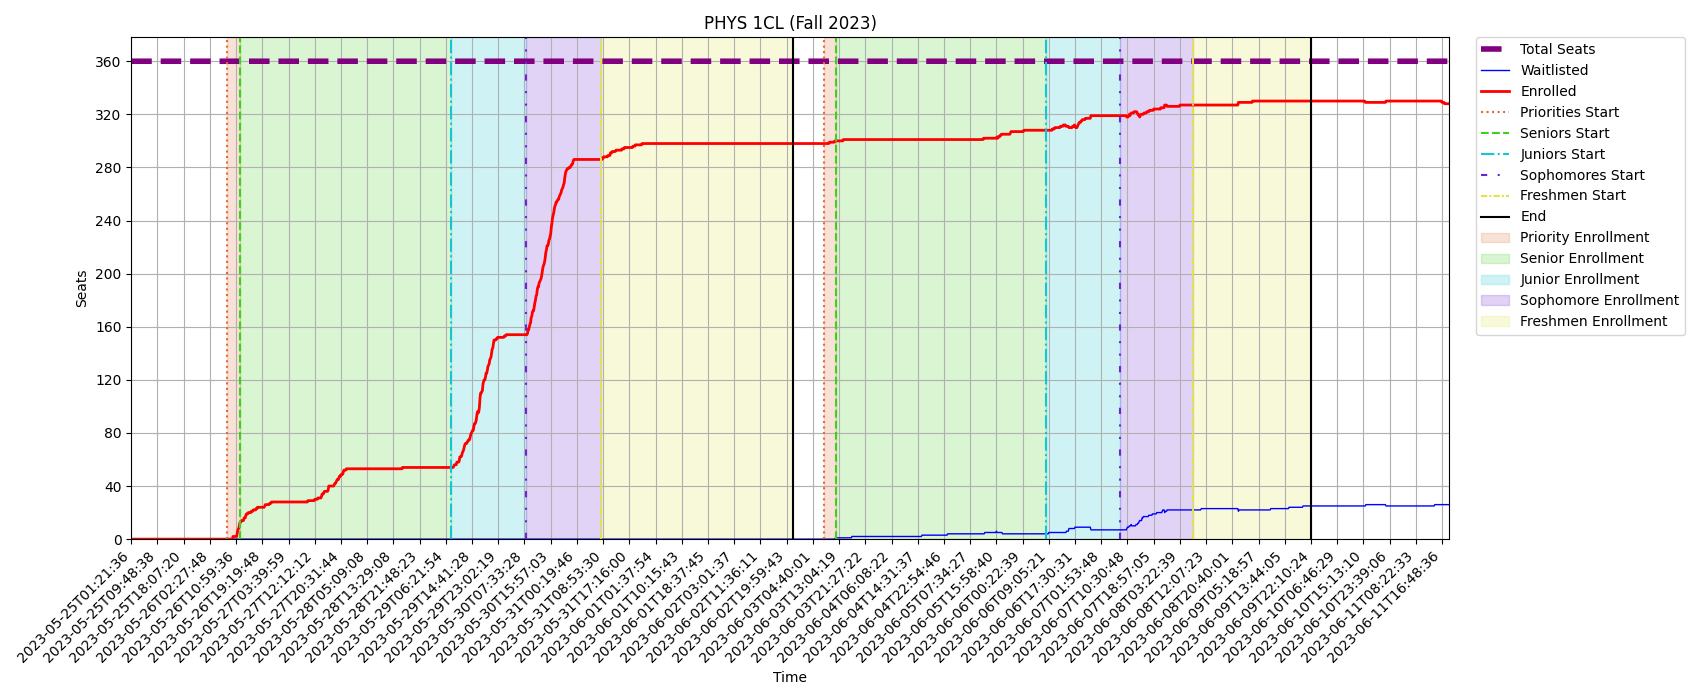 PHYS 1CL (Fall 2023)
Seats
360
320
280
240
200
160
120
80
40
0
2023-05-25T01:21:36
2023-05-25T09:48:38
2023-05-25T18:07:20
2023-05-26T02:27:48
2023-05-26T10:59:36
2023-05-26T19:19:48
2023-05-27T03:39:59
2023-05-27T12:12:12
2023-05-27T20:31:44
2023-05-28T05:09:08
2023-05-28T13:29:08
2023-05-28T21:48:23
2023-05-29T06:21:54
2023-05-29T14:41:28
2023-05-29T23:02:19
2023-05-30T07:33:28
2023-05-30T15:57:03
2023-05-31T00:19:46
2023-05-31T08:53:30
2023-05-31T17:16:00
2023-06-01T01:37:54
2023-06-01T10:15:43
2023-06-01T18:37:45
2023-06-02T03:01:37
2023-06-02T11:36:11
2023-06-02T19:59:43
2023-06-03T04:40:01
2023-06-03T13:04:19
2023-06-03T21:27:22
2023-06-04T06:08:22
2023-06-04T14:31:37
2023-06-04T22:54:46
2023-06-05T07:34:27
2023-06-05T15:58:40
2023-06-06T00:22:39
2023-06-06T09:05:21
2023-06-06T17:30:31
2023-06-07T01:53:48
2023-06-07T10:30:48
2023-06-07T18:57:05
2023-06-08T03:22:39
2023-06-08T12:07:23
2023-06-08T20:40:01
2023-06-09T05:18:57
2023-06-09T13:44:05
2023-06-09T22:10:24
2023-06-10T06:46:29
2023-06-10T15:13:10
2023-06-10T23:39:06
2023-06-11T08:22:33
2023-06-11T16:48:36
Time
Total Seats
Waitlisted
Enrolled
Priorities Start
Seniors Start
Juniors Start
Sophomores Start
Freshmen Start
End
Priority Enrollment
Senior Enrollment
Junior Enrollment
Sophomore Enrollment
Freshmen Enrollment